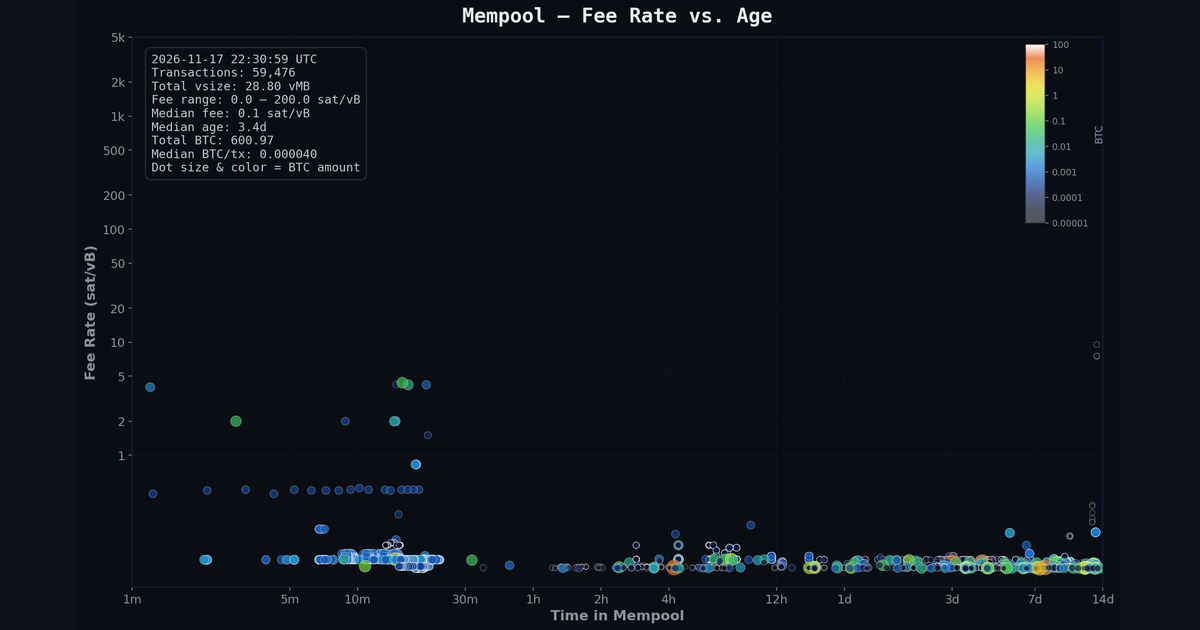 Mempool — Fee Rate vs. Age
2026-11-17 22:30:59 UTC
Transactions: 59,476
Total vsize: 28.80 vMB
Fee range: 0.0 — 200.0 sat/vB
Median fee: 0.1 sat/vB
Median age: 3.4d
Total BTC: 600.97
Median BTC/tx: 0.000040
Dot size & color = BTC amount
100
10
1
0.1
0.01
0.001
0.0001
0.00001
BTC
Fee Rate (sat/vB)
5k
2k
1k
500
200
100
50
20
10
5
2
1
1m
5m
10m
30m
1h
2h
4h
12h
1d
3d
7d
14d
Time in Mempool